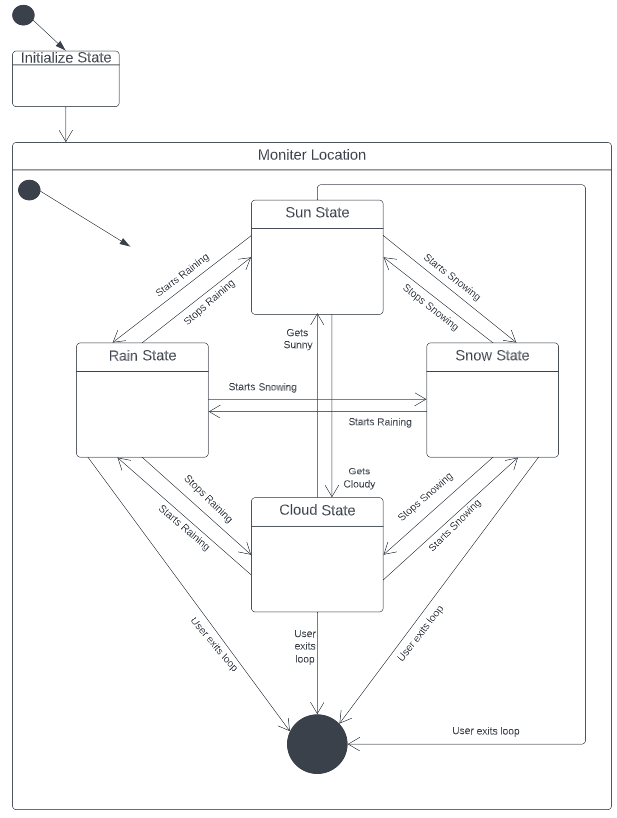 Initialize State
Moniter Location
Sun State
Starts Raining
Stops Raining
Starts Snowing
Stops Snowing
Gets
Sunny
Rain State
Snow State
Starts Snowing
Starts Raining
Gets
Cloudy
Cloud State
Stops Raining
Starts Raining
Stops Snowing
Starts Snowing
User exits loop
User
exits
loop
User exits loop
User exits loop